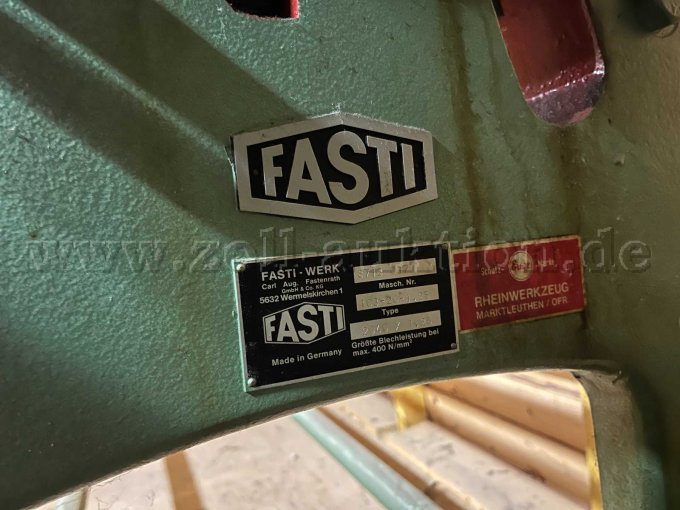 FASTI
www.zoll-auktion.de
FASTI - WERK
Carl Aug. Fastenrath
GmbH & Co. KG
5632 Wermelskirchen 1
FASTI
Made in Germany
Masch. Nr.
Type
Größte Blechleistung bei
max. 400 N/mm²
RHEINWERKZEUG
MARKTLEUTHEN / OFR.